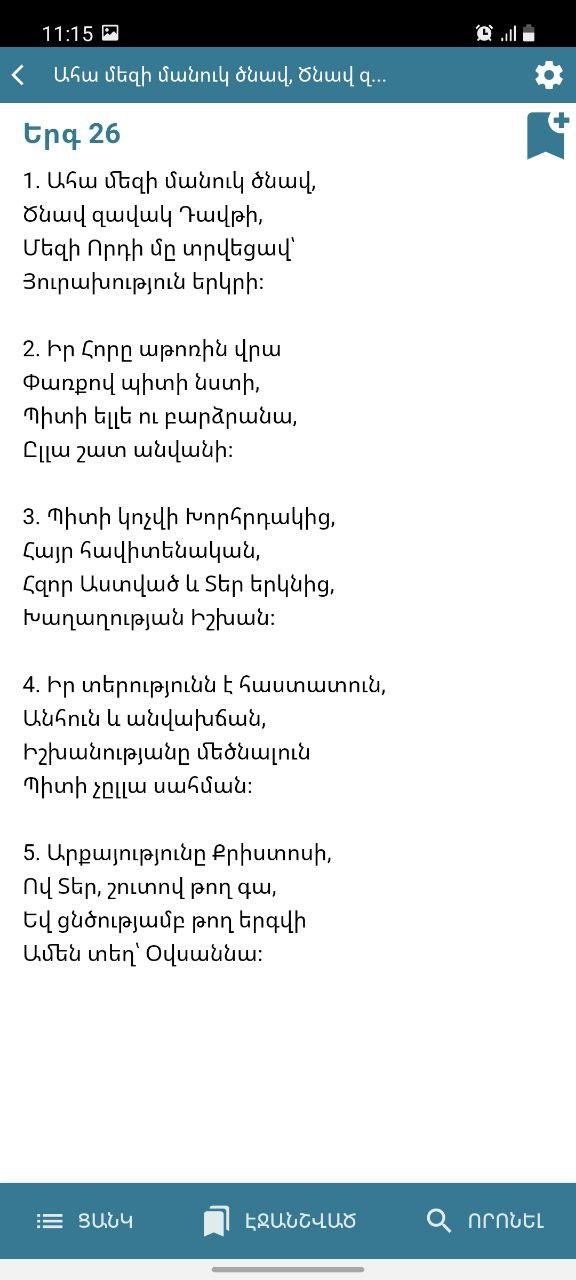 11:15
Ահա մեզի մանուկ ծնավ, Ծնավ զ...
Երգ 26
1. Ահա մեզի մանուկ ծնավ,
Ծնավ զավակ Դավթի,
Մեզի Որդի մը տրվեցավ՝
Յուրախություն երկրի:
2. Իր Հորը աթոռին վրա
Փառքով պիտի նստի,
Պիտի ելլե ու բարձրանա,
Ըլլա շատ անվանի:
3. Պիտի կոչվի Խորհրդակից,
Հայր հավիտենական,
Հզոր Աստված և Տեր երկնից,
Խաղաղության Իշխան:
4. Իր տերությունն է հաստատուն,
Անհուն և անվախճան,
Իշխանությանը մեծնալուն
Պիտի չըլլա սահման:
5. Արքայությունը Քրիստոսի,
Ով Տեր, շուտով թող գա,
Եվ ցնծությամբ թող երգվի
Ամեն տեղ՝ Օվսաննա:
ՑԱՆԿ
ԷՋԱՆՇՎԱԾ
ՈՐՈՆԵԼ